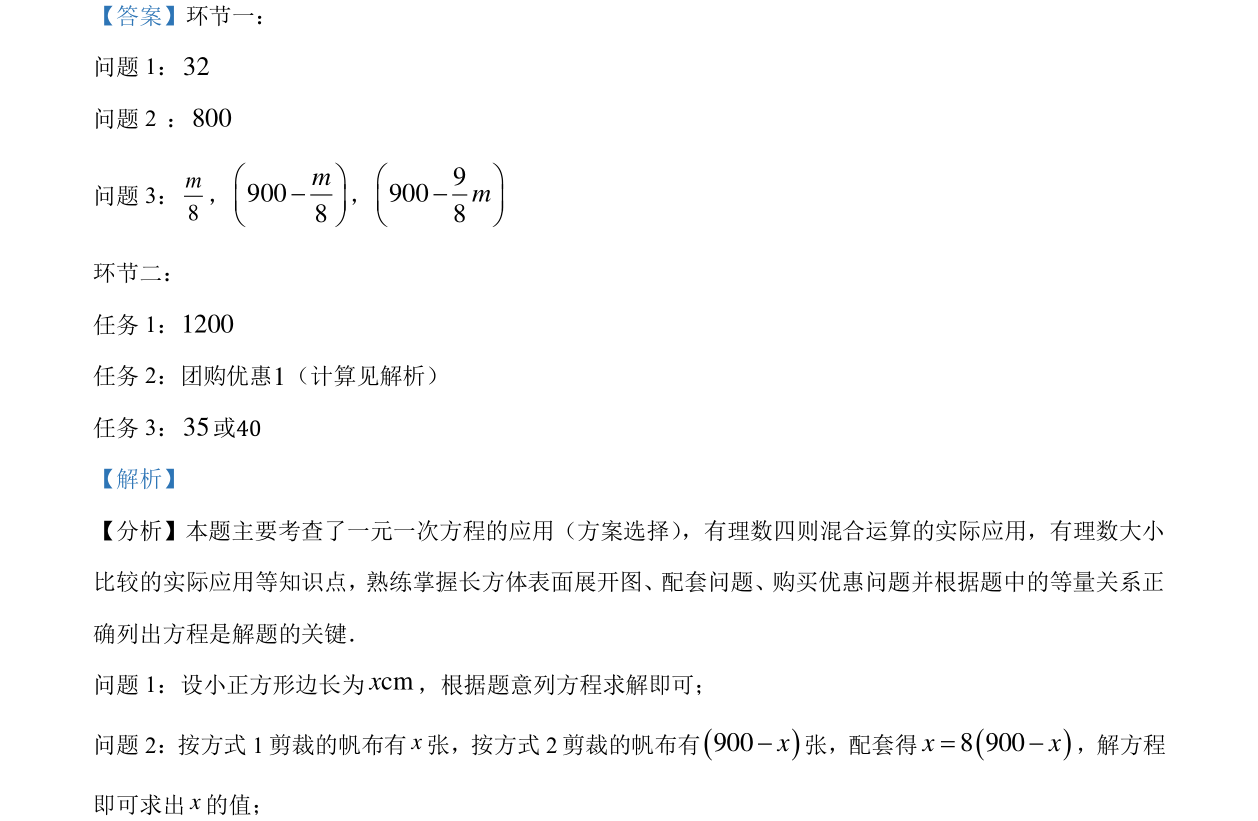 【答案】环节一：
问题 1：32
问题 2 ：800
问题 3：m/8，(900−m/8)，(900−9/8 m)
环节二：
任务 1：1200
任务 2：团购优惠1（计算见解析）
任务 3：35或40
【解析】
【分析】本题主要考查了一元一次方程的应用（方案选择），有理数四则混合运算的实际应用，有理数大小
比较的实际应用等知识点，熟练掌握长方体表面展开图、配套问题、购买优惠问题并根据题中的等量关系正
确列出方程是解题的关键．
问题 1：设小正方形边长为xcm，根据题意列方程求解即可；
问题 2：按方式 1 剪裁的帆布有 x 张，按方式 2 剪裁的帆布有(900−x)张，配套得 x=8(900−x)，解方程
即可求出 x 的值；